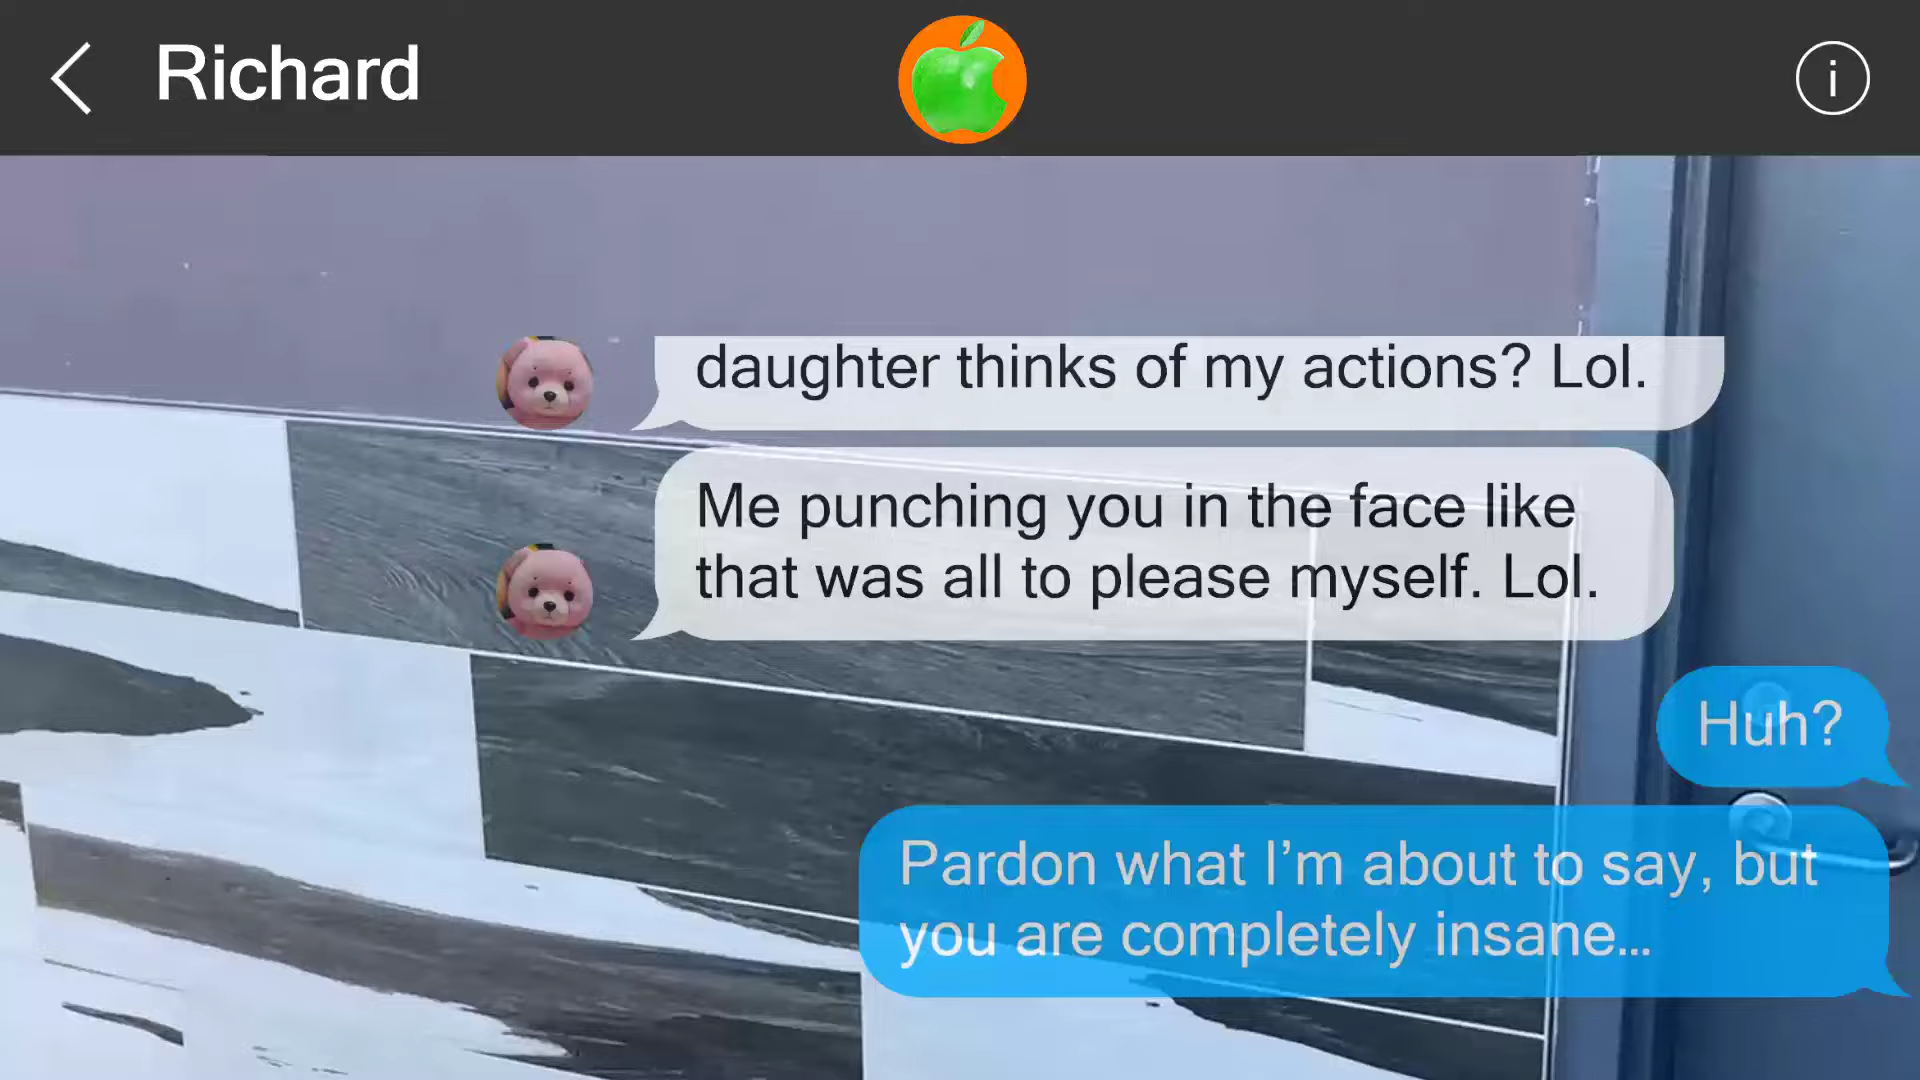 Richard
i
daughter thinks of my actions? Lol.
Me punching you in the face like
that was all to please myself. Lol.
Huh?
Pardon what I’m about to say, but
you are completely insane...